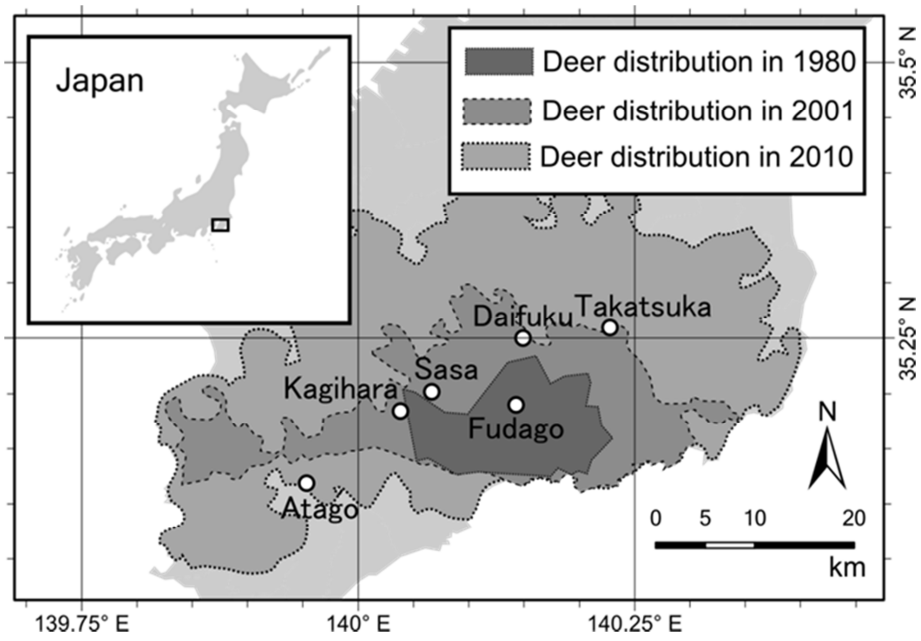 Japan
Deer distribution in 1980
Deer distribution in 2001
Deer distribution in 2010
35.5° N
Daifuku
Takatsuka
35.25° N
Sasa
Kagihara
Fudago
Atago
N
0 5 10 20
km
139.75° E
140° E
140.25° E